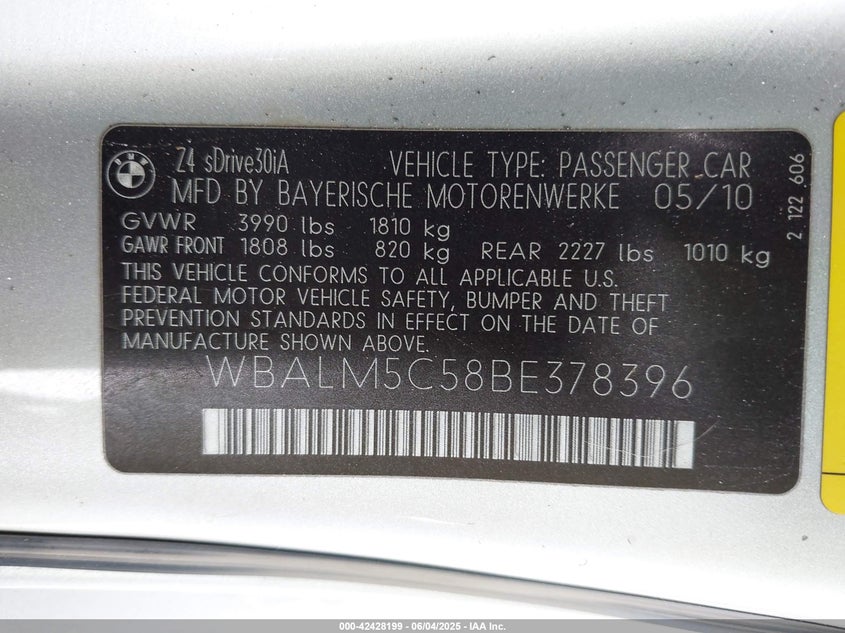 BMW
Z4 sDrive30iA VEHICLE TYPE: PASSENGER CAR
MFD BY BAYERISCHE MOTORENWERKE 05/10
GVWR 3990 lbs 1810 kg
GAWR FRONT 1808 lbs 820 kg REAR 2227 lbs 1010 kg
THIS VEHICLE CONFORMS TO ALL APPLICABLE U.S.
FEDERAL MOTOR VEHICLE SAFETY, BUMPER AND THEFT
PREVENTION STANDARDS IN EFFECT ON THE DATE OF
MANUFACTURE SHOWN ABOVE.
WBALM5C58BE378396
2 122 606
000-42428199 - 06/04/2025 - IAA Inc.